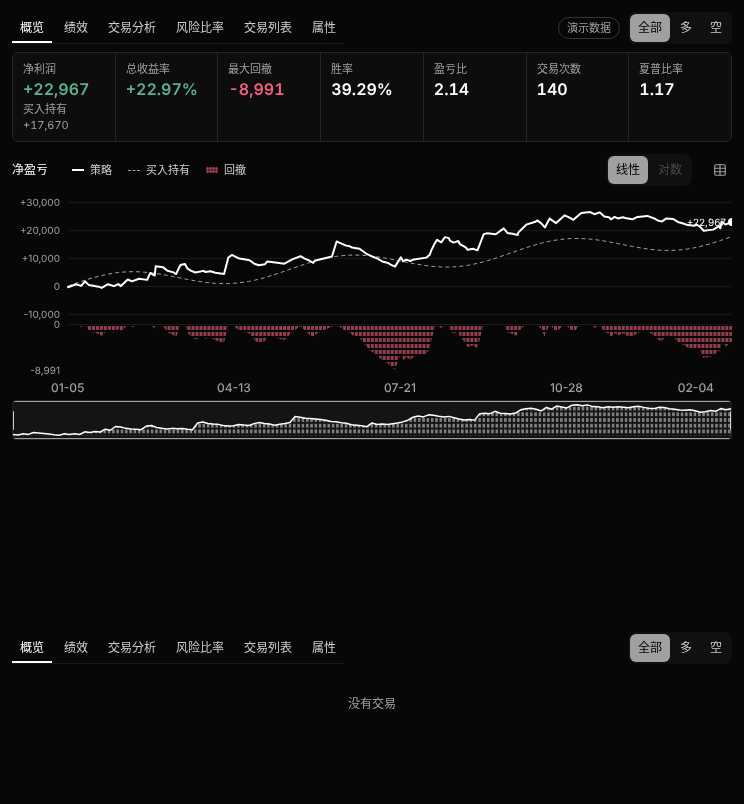 概览 绩效 交易分析 风险比率 交易列表 属性 演示数据 全部 多 空
净利润 总收益率 最大回撤 胜率 盈亏比 交易次数 夏普比率
+22,967 +22.97% -8,991 39.29% 2.14 140 1.17
买入持有
+17,670
净盈亏 策略 买入持有 回撤 线性 对数
+30,000
+22,967
+20,000
+10,000
0
-10,000
0
-8,991
01-05 04-13 07-21 10-28 02-04
概览 绩效 交易分析 风险比率 交易列表 属性 全部 多 空
没有交易